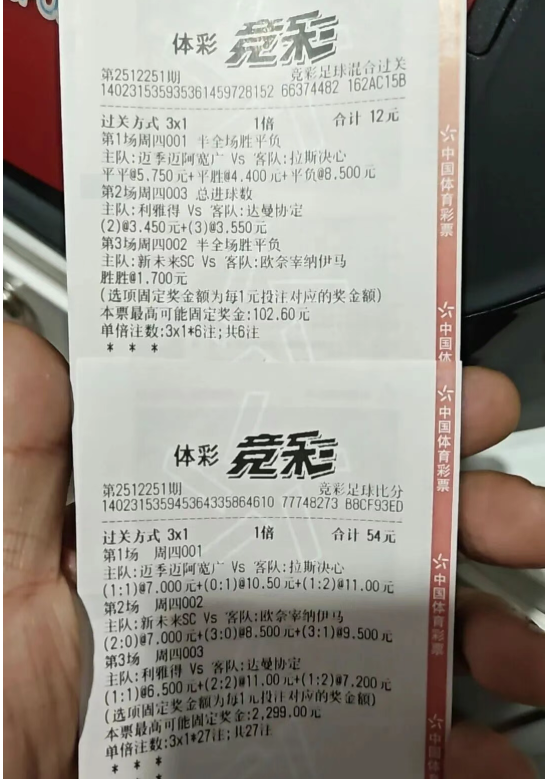 体彩 竞彩
第2512251期 竞彩足球混合过关
140231535935361459728152 66374482 162AC15B
过关方式 3x1 1倍 合计 12元
第1场周四001 半全场胜平负
主队:迈季迈阿宽广 Vs 客队:拉斯决心
平平@5.750元+平胜@4.400元+平负@8.500元
第2场周四003 总进球数
主队:利雅得 Vs 客队:达曼协定
(2)@3.450元+(3)@3.550元
第3场周四002 半全场胜平负
主队:新未来SC Vs 客队:欧奈宰纳伊马
胜胜@1.700元
(选项固定奖金额为每1元投注对应的奖金额)
本票最高可能固定奖金:102.60元
单倍注数:3x1*6注;共6注
* * *
中国体育彩票
中国体
体彩 竞彩
第2512251期 竞彩足球比分
140231535945364335864610 77748273 B8CF93ED
过关方式 3x1 1倍 合计 54元
第1场 周四001
主队:迈季迈阿宽广 Vs 客队:拉斯决心
(1:1)@7.000元+(0:1)@10.50元+(1:2)@11.00元
第2场 周四002
主队:新未来SC Vs 客队:欧奈宰纳伊马
(2:0)@7.000元+(3:0)@8.500元+(3:1)@9.500元
第3场 周四003
主队:利雅得 Vs 客队:达曼协定
(1:1)@6.500元+(2:2)@11.00元+(1:2)@7.200元
(选项固定奖金额为每1元投注对应的奖金额)
本票最高可能固定奖金:2,299.00元
单倍注数:3x1*27注;共27注
* * *
中国体育彩票
中国体育彩票
中国体